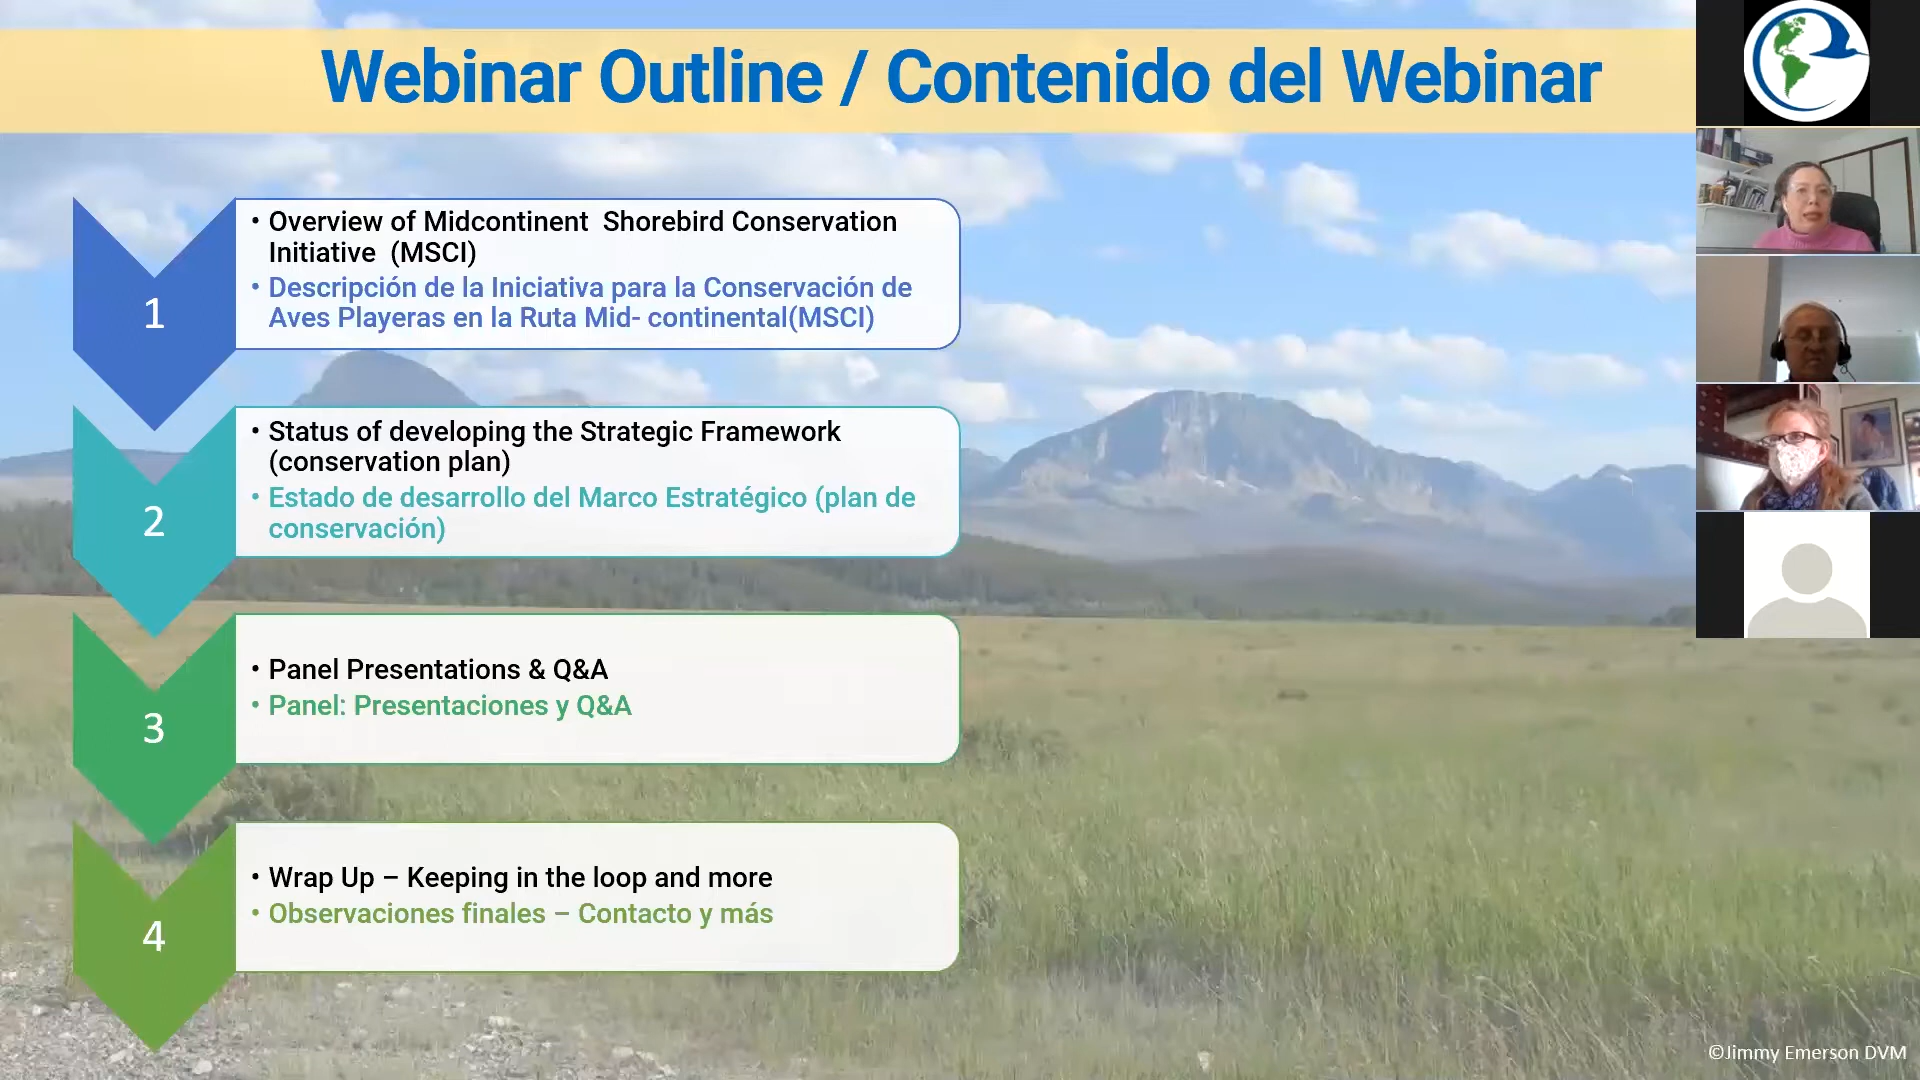 Webinar Outline / Contenido del Webinar
1
• Overview of Midcontinent  Shorebird Conservation
Initiative  (MSCI)
• Descripción de la Iniciativa para la Conservación de
Aves Playeras en la Ruta Mid- continental(MSCI)
2
• Status of developing the Strategic Framework
(conservation plan)
• Estado de desarrollo del Marco Estratégico (plan de
conservación)
3
• Panel Presentations & Q&A
• Panel: Presentaciones y Q&A
4
• Wrap Up – Keeping in the loop and more
• Observaciones finales – Contacto y más
©Jimmy Emerson DVM